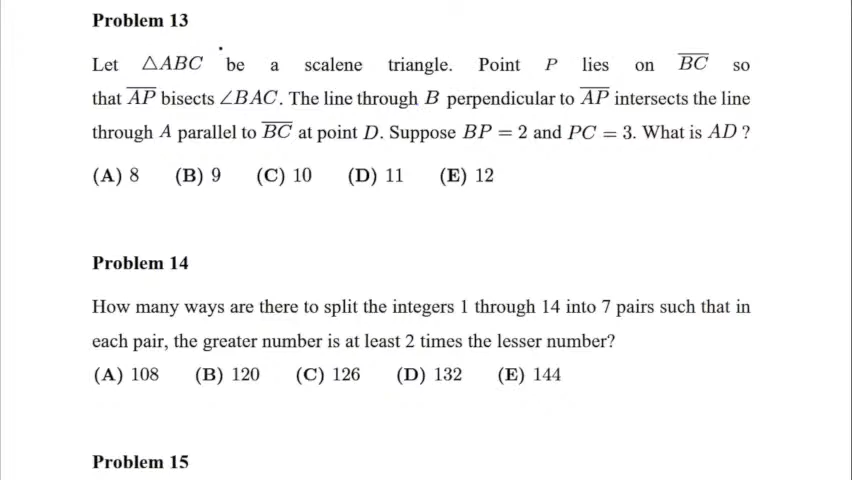 Problem 13
Let △ABC be a scalene triangle. Point P lies on BC so
that AP bisects ∠BAC. The line through B perpendicular to AP intersects the line
through A parallel to BC at point D. Suppose BP = 2 and PC = 3. What is AD ?
(A) 8 (B) 9 (C) 10 (D) 11 (E) 12
Problem 14
How many ways are there to split the integers 1 through 14 into 7 pairs such that in
each pair, the greater number is at least 2 times the lesser number?
(A) 108 (B) 120 (C) 126 (D) 132 (E) 144
Problem 15